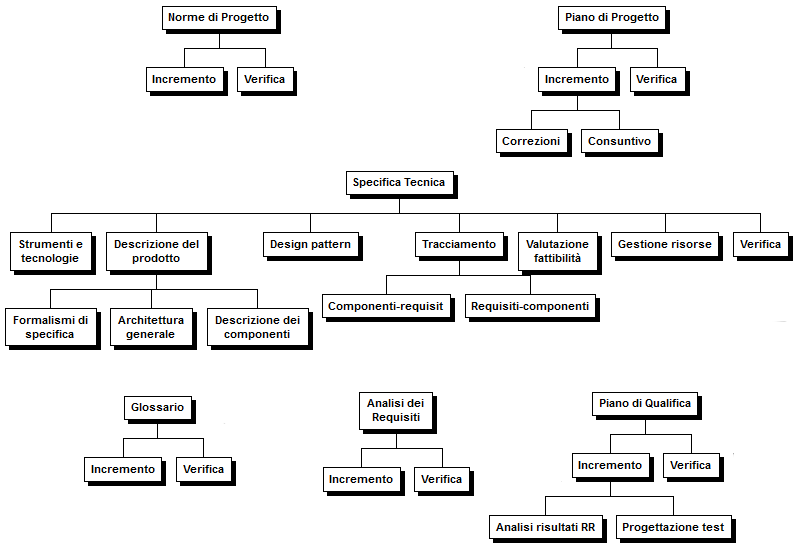 Norme di Progetto
Piano di Progetto
Incremento
Verifica
Incremento
Verifica
Correzioni
Consuntivo
Specifica Tecnica
Strumenti e
tecnologie
Descrizione del
prodotto
Design pattern
Tracciamento
Valutazione
fattibilità
Gestione risorse
Verifica
Formalismi di
specifica
Architettura
generale
Descrizione dei
componenti
Componenti-requisit
Requisiti-componenti
Glossario
Analisi dei
Requisiti
Piano di Qualifica
Incremento
Verifica
Incremento
Verifica
Incremento
Verifica
Analisi risultati RR
Progettazione test